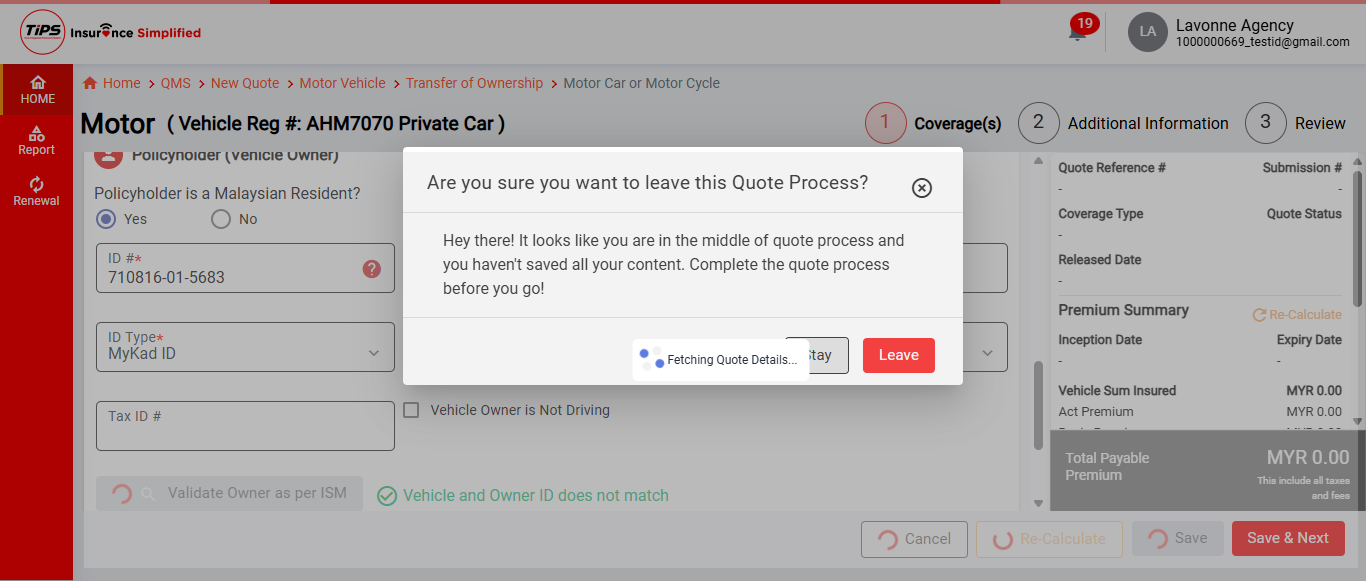 TiPS Insurance Simplified
19
LA
Lavonne Agency
1000000669_testid@gmail.com
HOME
Report
Renewal
Home > QMS > New Quote > Motor Vehicle > Transfer of Ownership > Motor Car or Motor Cycle
Motor ( Vehicle Reg #: AHM7070 Private Car )
1 Coverage(s) 2 Additional Information 3 Review
Policyholder (Vehicle Owner)
Policyholder is a Malaysian Resident?
Yes No
ID #*
710816-01-5683
ID Type*
MyKad ID
Tax ID #
Vehicle Owner is Not Driving
Validate Owner as per ISM
Vehicle and Owner ID does not match
Are you sure you want to leave this Quote Process?
Hey there! It looks like you are in the middle of quote process and
you haven't saved all your content. Complete the quote process
before you go!
Fetching Quote Details...
tay
Leave
Quote Reference # Submission #
- -
Coverage Type Quote Status
-
Released Date
-
Premium Summary Re-Calculate
Inception Date Expiry Date
- -
Vehicle Sum Insured MYR 0.00
Act Premium MYR 0.00
Total Payable
Premium
MYR 0.00
This include all taxes
and fees
Cancel Re-Calculate Save Save & Next